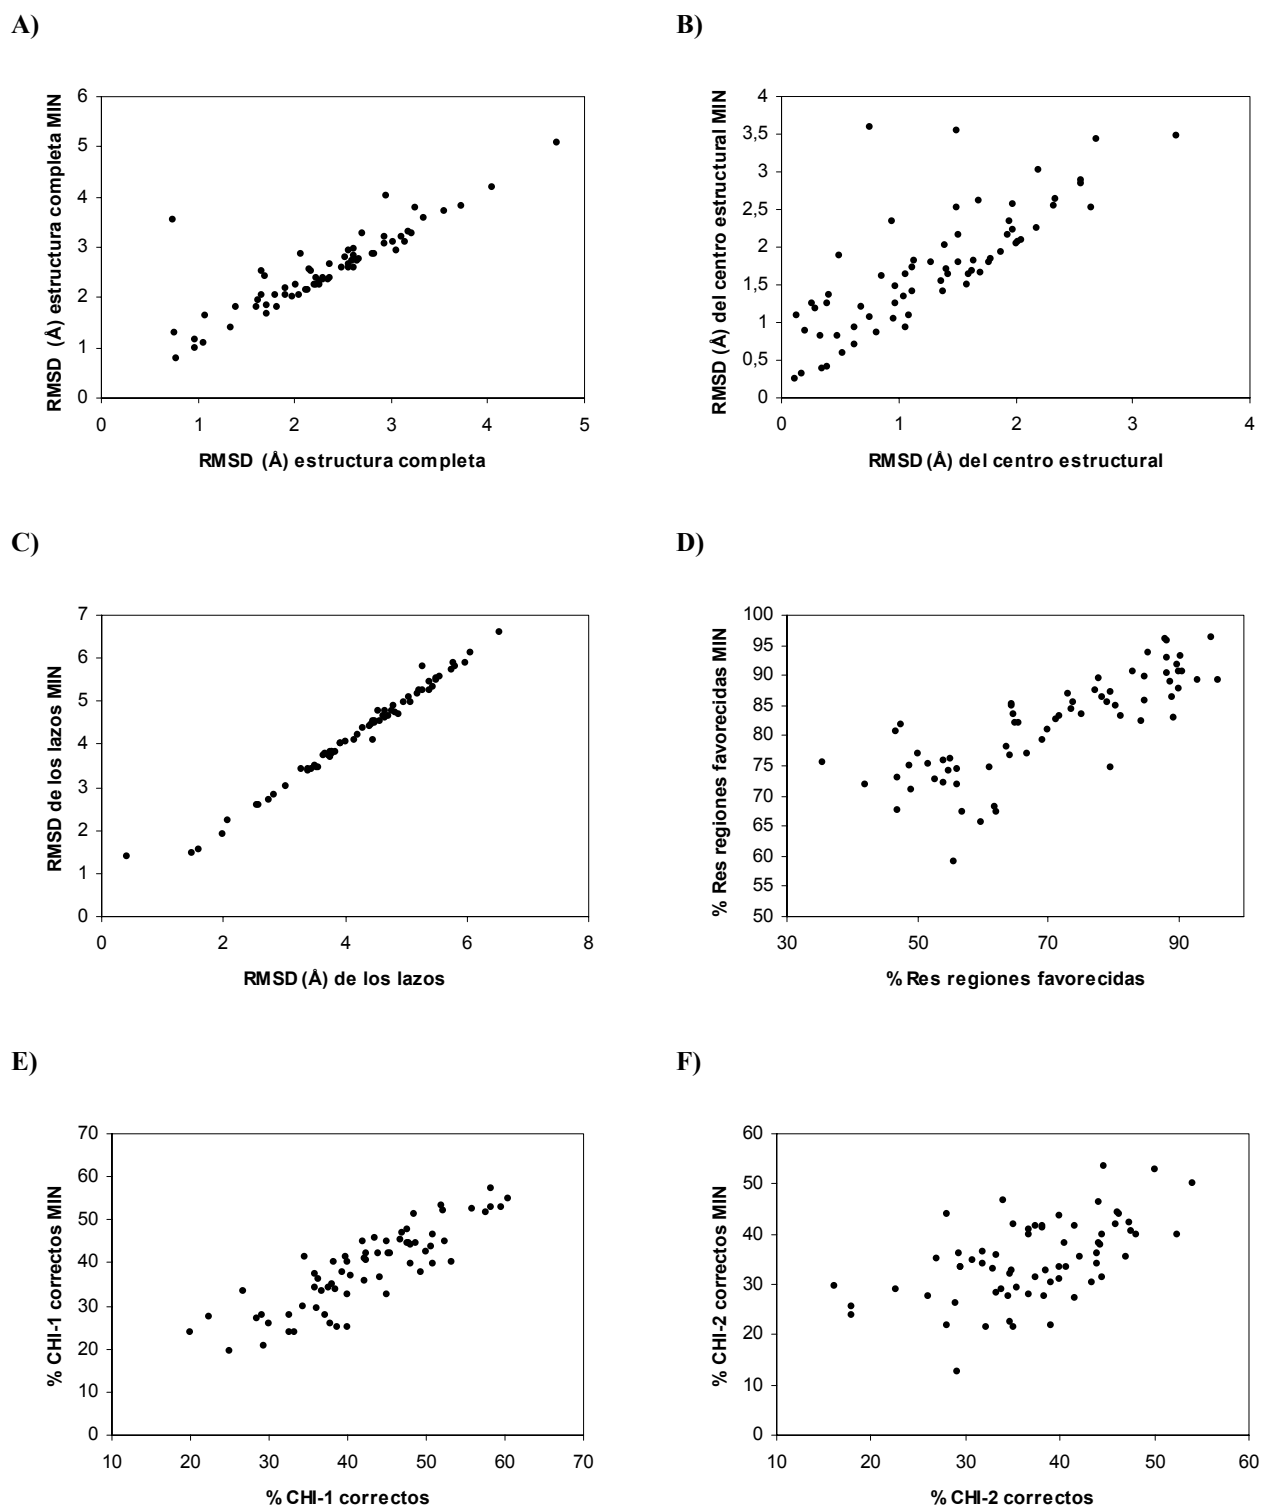 A)
B)
RMSD (Å) estructura completa MIN
6
5
4
3
2
1
0
0 1 2 3 4 5
RMSD (Å) estructura completa
RMSD (Å) del centro estructural MIN
4
3,5
3
2,5
2
1,5
1
0,5
0
0 1 2 3 4
RMSD (Å) del centro estructural
C)
D)
RMSD de los lazos MIN
7
6
5
4
3
2
1
0
0 2 4 6 8
RMSD (Å) de los lazos
% Res regiones favorecidas MIN
100
95
90
85
80
75
70
65
60
55
50
30 50 70 90
% Res regiones favorecidas
E)
F)
% CHI-1 correctos MIN
70
60
50
40
30
20
10
0
10 20 30 40 50 60 70
% CHI-1 correctos
% CHI-2 correctos MIN
60
50
40
30
20
10
0
10 20 30 40 50 60
% CHI-2 correctos